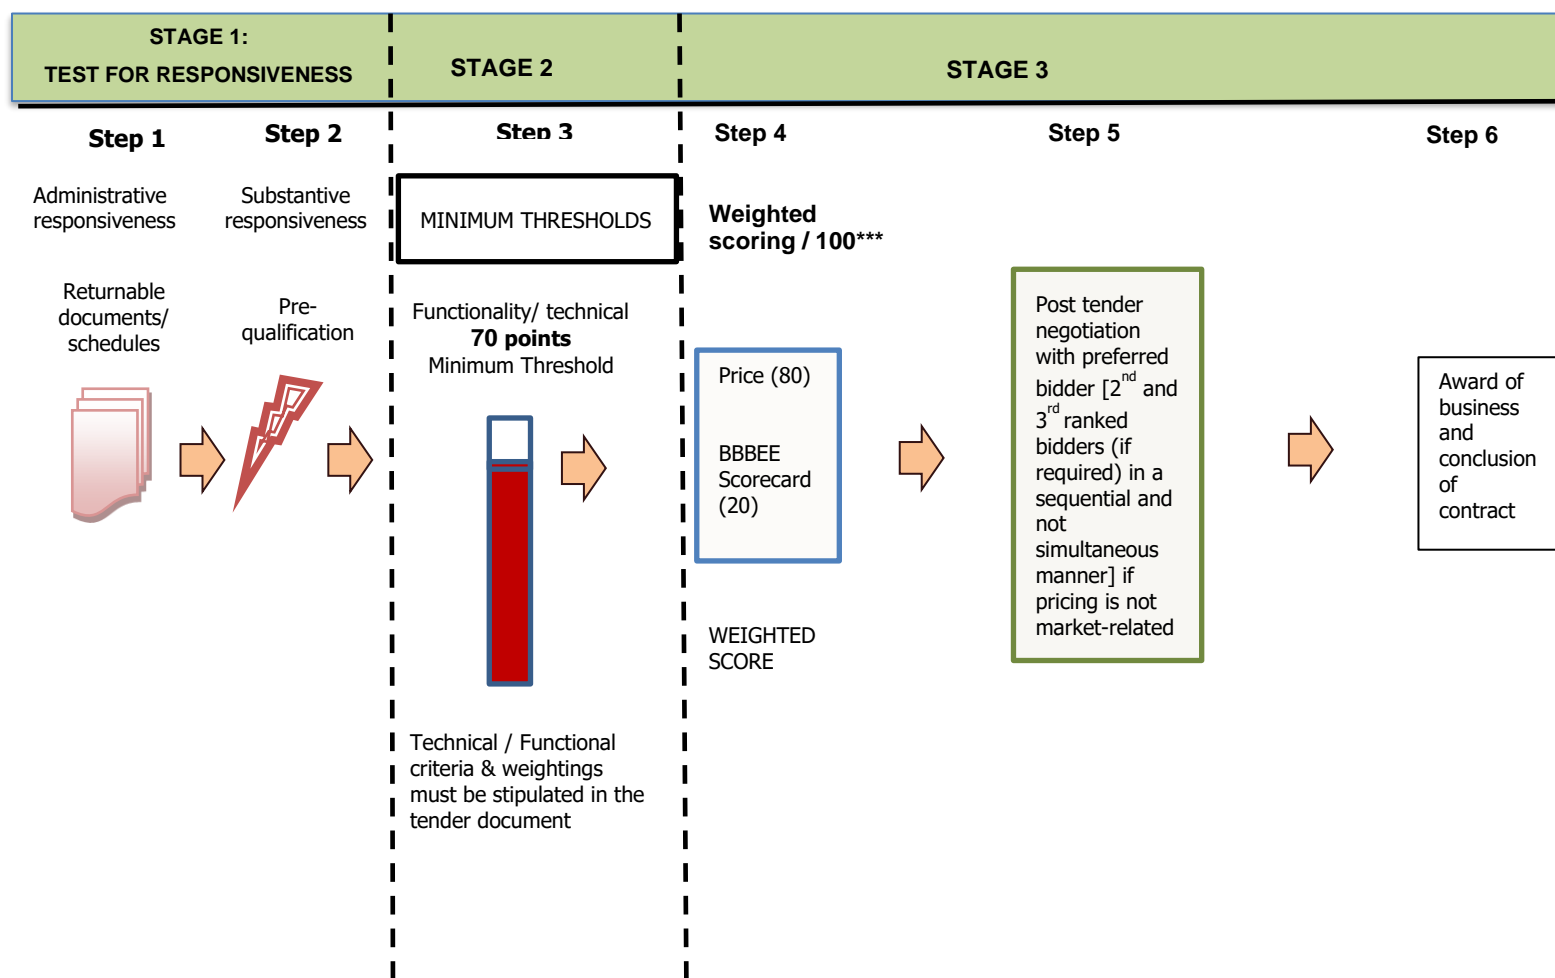 STAGE 1:
TEST FOR RESPONSIVENESS
STAGE 2
STAGE 3
Step 1
Step 2
Step 3
Step 4
Step 5
Step 6
Administrative
responsiveness
Returnable
documents/
schedules
Substantive
responsiveness
Pre-
qualification
MINIMUM THRESHOLDS
Functionality/ technical
70 points
Minimum Threshold
Technical / Functional
criteria & weightings
must be stipulated in the
tender document
Weighted
scoring / 100***
Price (80)
BBBEE
Scorecard
(20)
WEIGHTED
SCORE
Post tender
negotiation
with preferred
bidder [2nd and
3rd ranked
bidders (if
required) in a
sequential and
not
simultaneous
manner] if
pricing is not
market-related
Award of
business
and
conclusion
of
contract